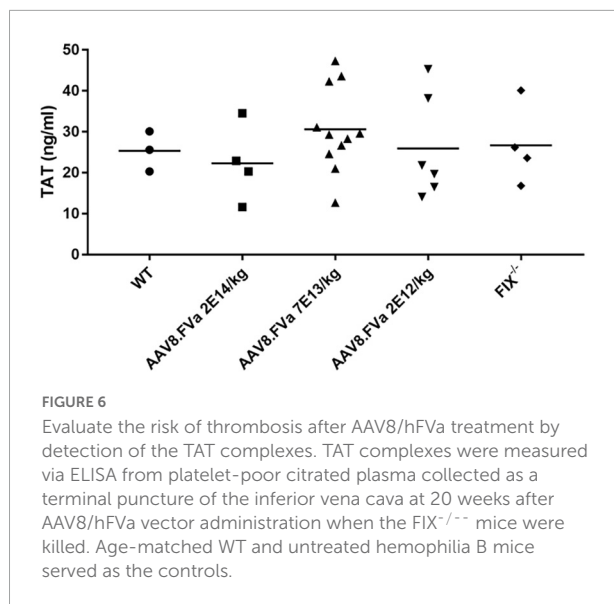 50
40
30
20
10
0
TAT (ng/ml)
WT
AAV8.FVa 2E14/kg
AAV8.FVa 7E13/kg
AAV8.FVa 2E12/kg
FIX-/-
FIGURE 6
Evaluate the risk of thrombosis after AAV8/hFVa treatment by
detection of the TAT complexes. TAT complexes were measured
via ELISA from platelet-poor citrated plasma collected as a
terminal puncture of the inferior vena cava at 20 weeks after
AAV8/hFVa vector administration when the FIX-/-- mice were
killed. Age-matched WT and untreated hemophilia B mice
served as the controls.